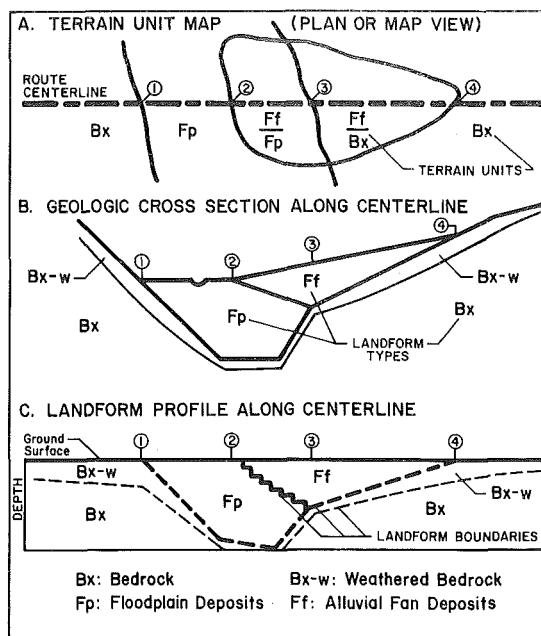 A. TERRAIN UNIT MAP (PLAN OR MAP VIEW)
ROUTE CENTERLINE
① ② ③ ④
Bx Fp Ff/Fp Ff/Bx Bx
TERRAIN UNITS
B. GEOLOGIC CROSS SECTION ALONG CENTERLINE
④
③
Bx-w ① ② Bx-w
Ff
Bx Fp Bx
LANDFORM TYPES
C. LANDFORM PROFILE ALONG CENTERLINE
Ground Surface ① ② ③ ④
Bx-w Ff
Bx-w
DEPTH Bx Fp Bx
LANDFORM BOUNDARIES
Bx: Bedrock Bx-w: Weathered Bedrock
Fp: Floodplain Deposits Ff: Alluvial Fan Deposits